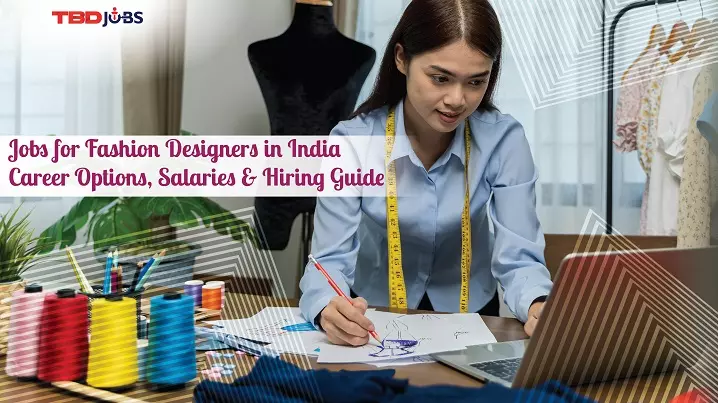 TBDJOBS
Jobs for Fashion Designers in India
Career Options, Salaries & Hiring Guide